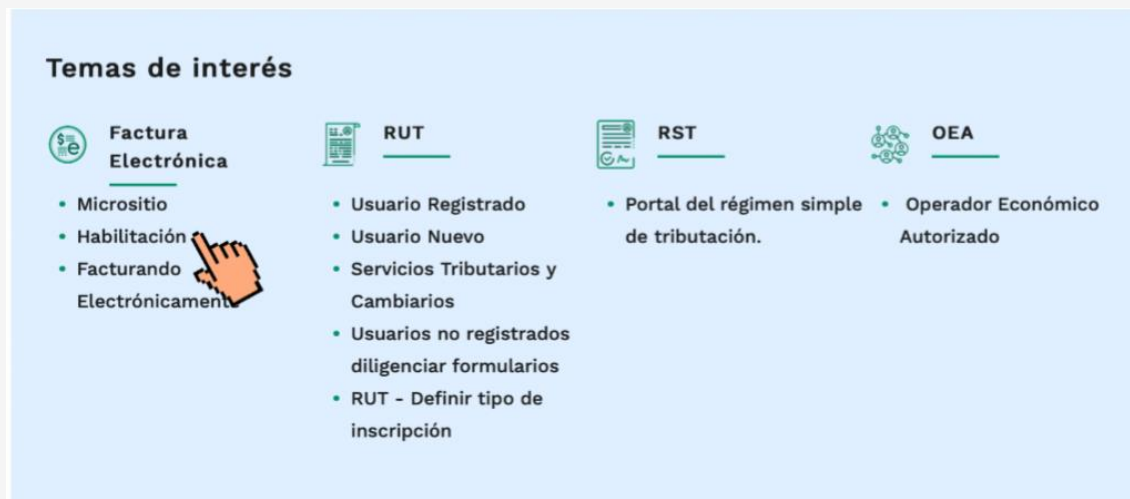 Temas de interés
Factura
Electrónica
• Micrositio
• Habilitación
• Facturando
RUT
• Usuario Registrado
• Usuario Nuevo
• Servicios Tributarios y
Cambiarios
• Usuarios no registrados
diligenciar formularios
• RUT - Definir tipo de
inscripción
RST
• Portal del régimen simple
de tributación.
OEA
• Operador Económico
Autorizado